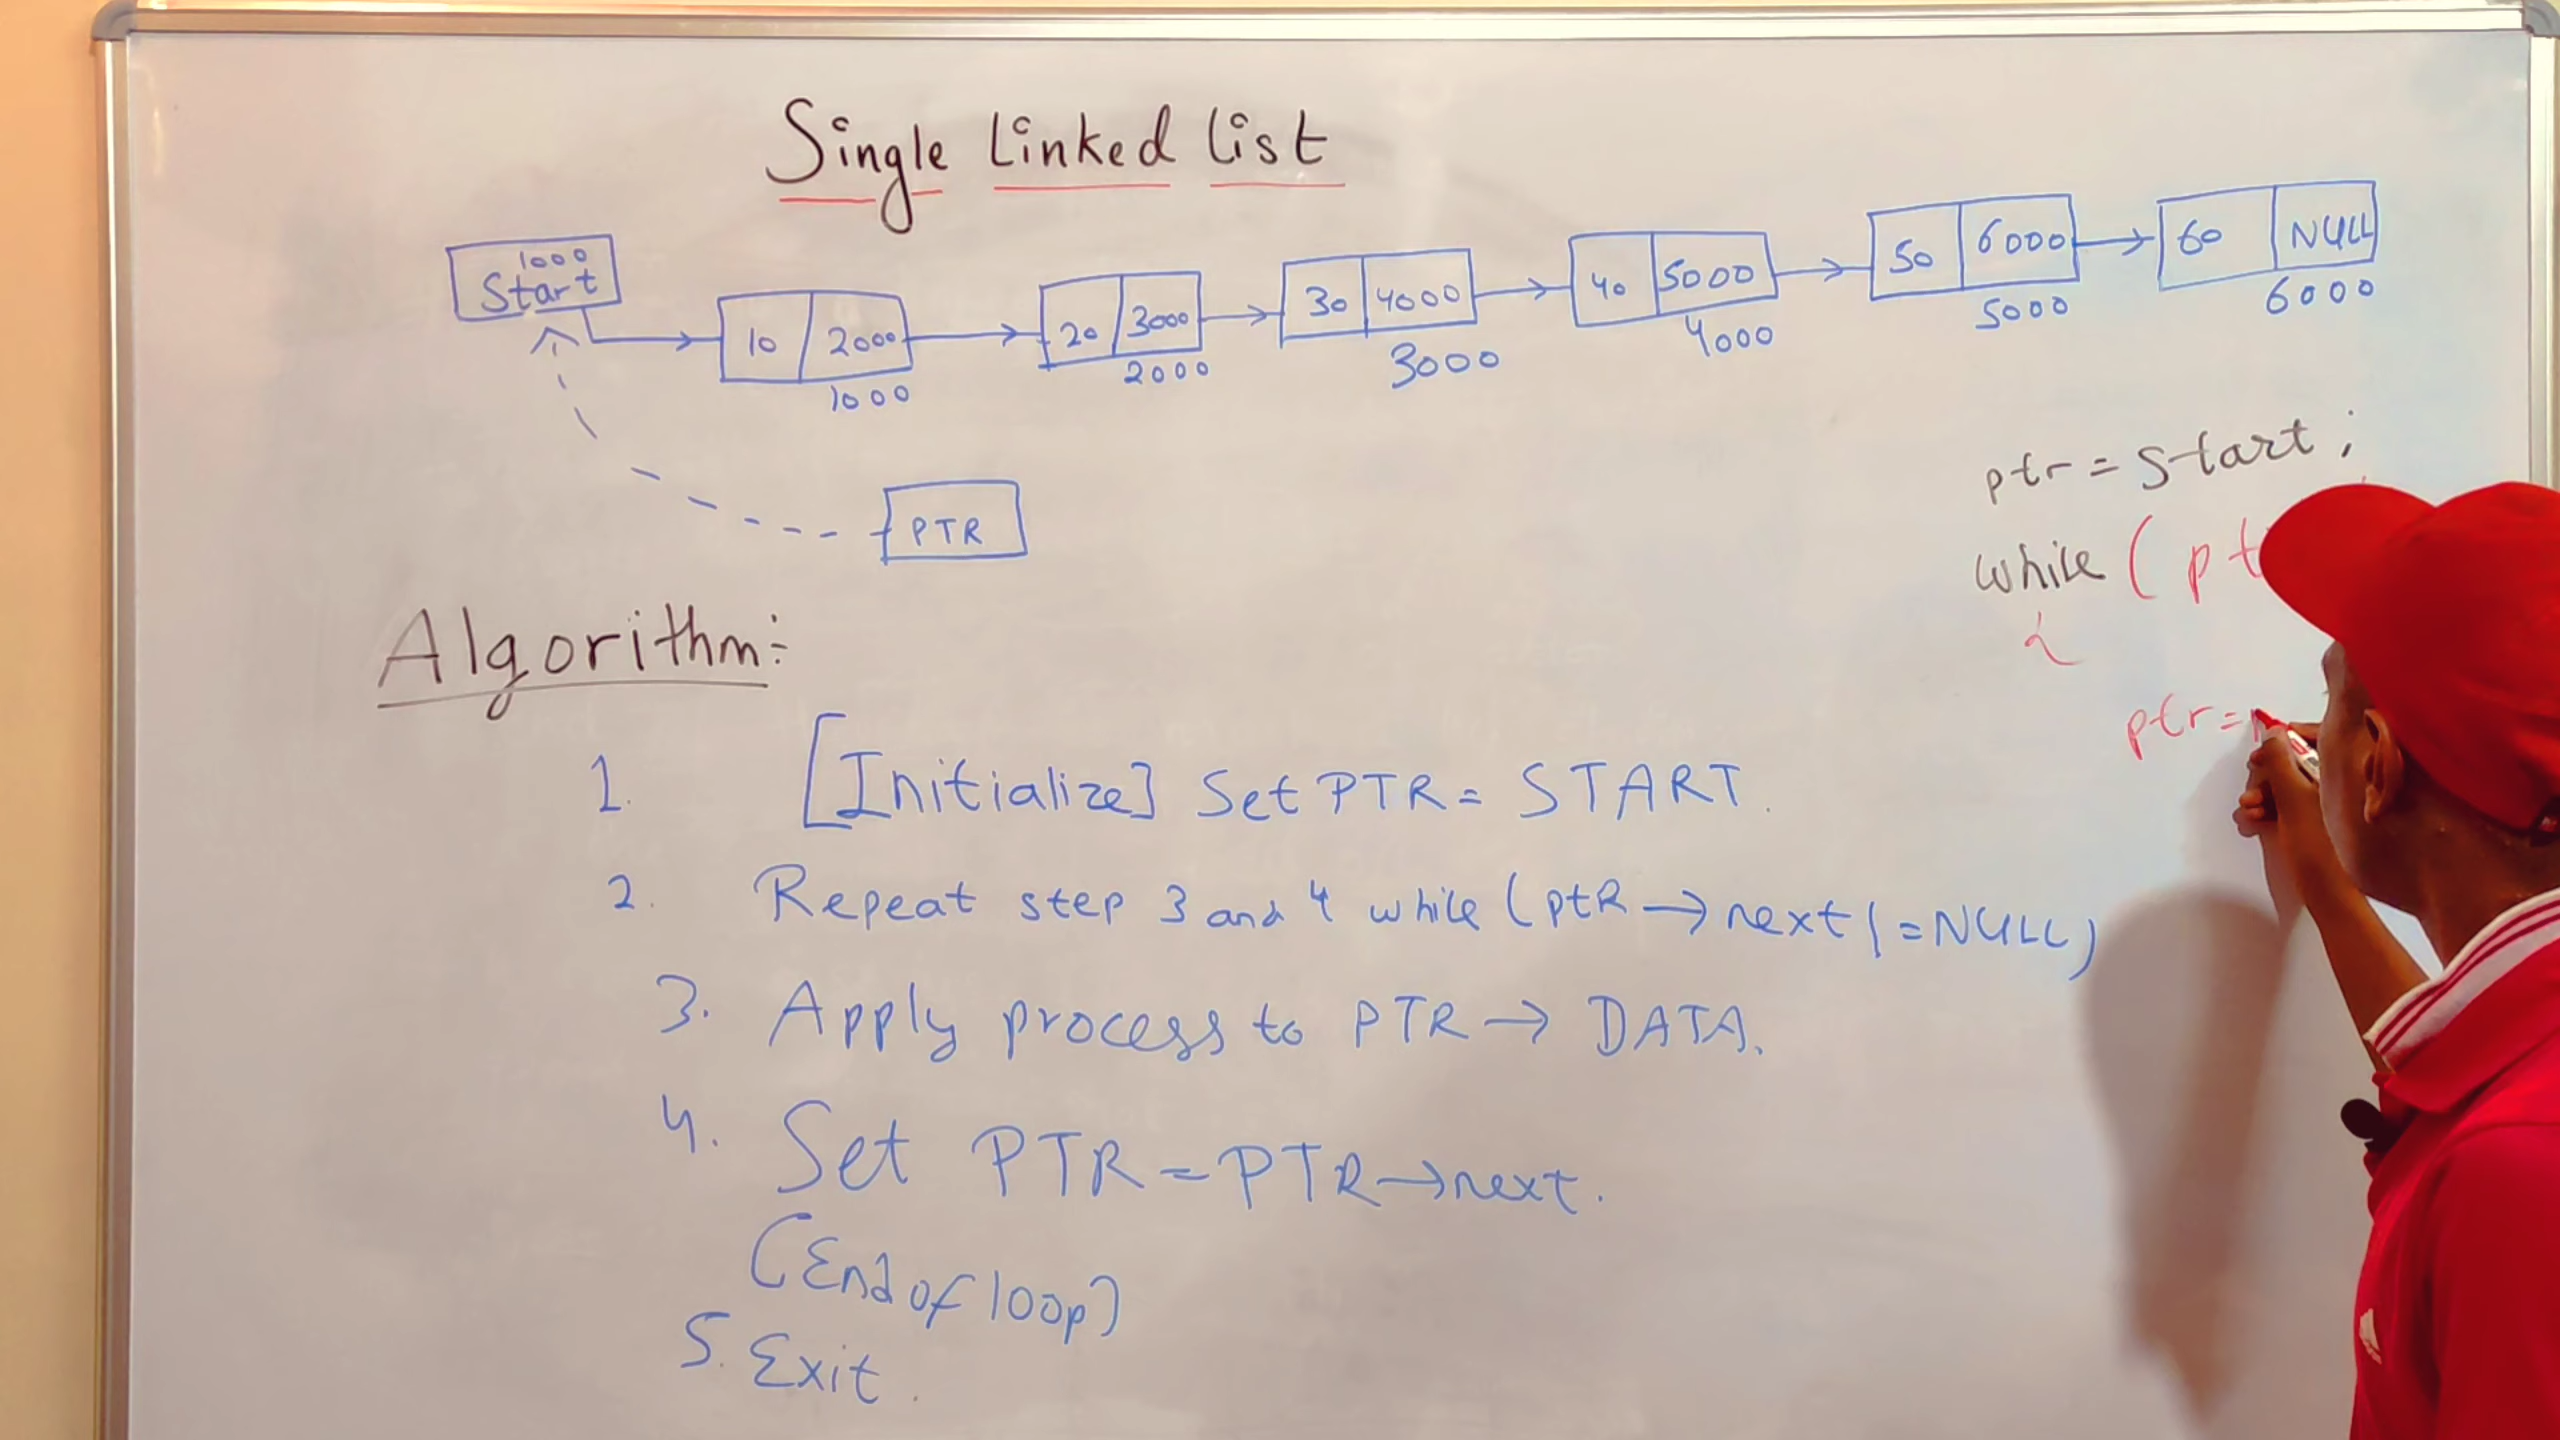 Single Linked List
1000
Start
10 2000
1000
20 3000
2000
30 4000
3000
40 5000
4000
50 6000
5000
60 NULL
6000
PTR
ptr = start ;
while (
{
ptr =
Algorithm:
1. [Initialize] Set PTR = START.
2. Repeat step 3 and 4 while (ptR → next != NULL)
3. Apply process to PTR → DATA.
4. Set PTR = PTR → next.
(End of loop)
5. Exit.